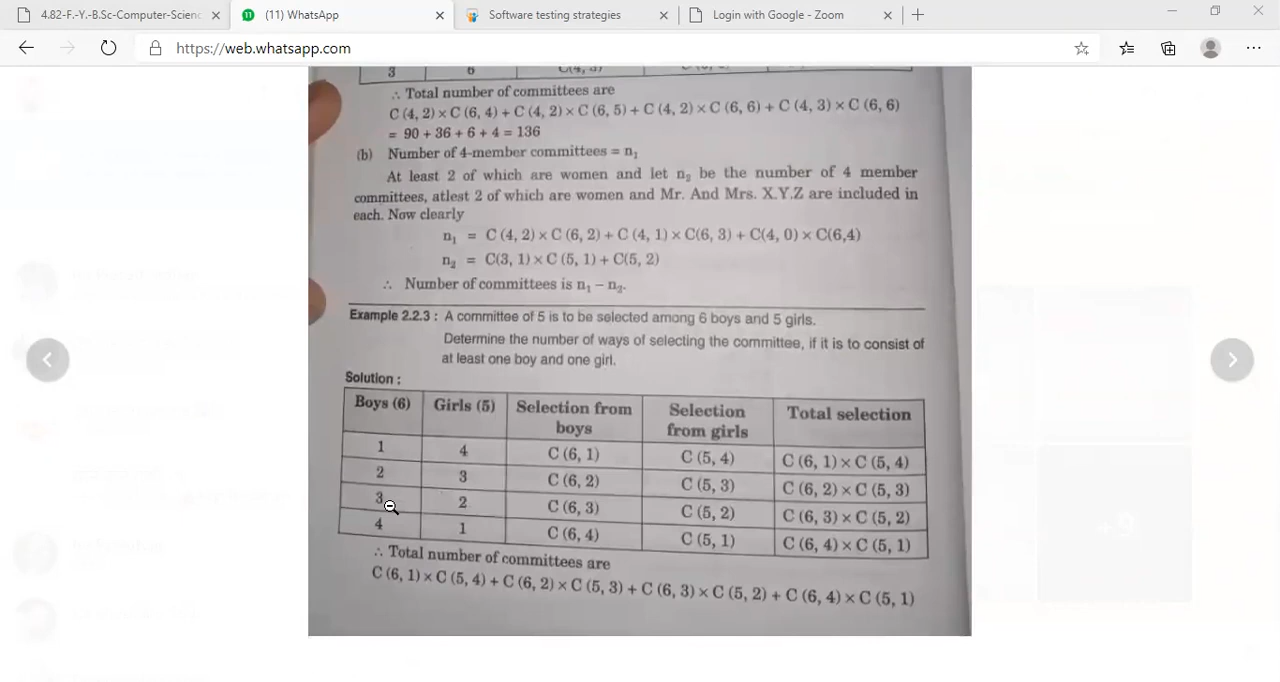 4.82-F.-Y.-B.Sc-Computer-Scienc
(11) WhatsApp
Software testing strategies
Login with Google - Zoom
https://web.whatsapp.com
3 6 C(4, 3)
∴ Total number of committees are
C (4, 2) × C (6, 4) + C (4, 2) × C (6, 5) + C (4, 2) × C (6, 6) + C (4, 3) × C (6, 6)
= 90 + 36 + 6 + 4 = 136
(b) Number of 4-member committees = n₁
At least 2 of which are women and let n₂ be the number of 4 member
committees, atlest 2 of which are women and Mr. And Mrs. X.Y.Z are included in
each. Now clearly
n₁ = C (4, 2) × C (6, 2) + C (4, 1) × C(6, 3) + C(4, 0) × C(6,4)
n₂ = C(3, 1) × C (5, 1) + C(5, 2)
∴ Number of committees is n₁ – n₂.
Example 2.2.3 : A committee of 5 is to be selected among 6 boys and 5 girls.
Determine the number of ways of selecting the committee, if it is to consist of
at least one boy and one girl.
Solution :
Boys (6) Girls (5) Selection from boys Selection from girls Total selection
1 4 C (6, 1) C (5, 4) C (6, 1) × C (5, 4)
2 3 C (6, 2) C (5, 3) C (6, 2) × C (5, 3)
3 2 C (6, 3) C (5, 2) C (6, 3) × C (5, 2)
4 1 C (6, 4) C (5, 1) C (6, 4) × C (5, 1)
∴ Total number of committees are
C (6, 1) × C (5, 4) + C (6, 2) × C (5, 3) + C (6, 3) × C (5, 2) + C (6, 4) × C (5, 1)
+9